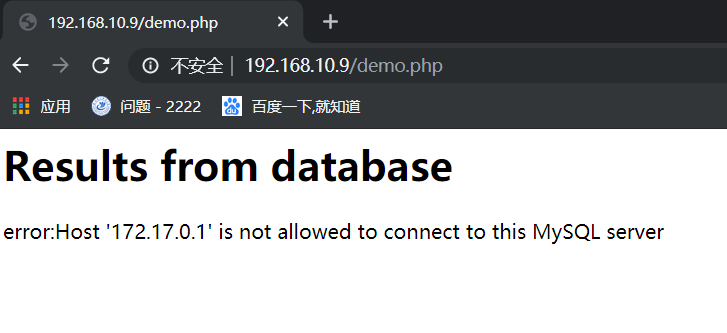 192.168.10.9/demo.php
不安全 | 192.168.10.9/demo.php
应用 问题 - 2222 百度一下,就知道
Results from database
error:Host '172.17.0.1' is not allowed to connect to this MySQL server